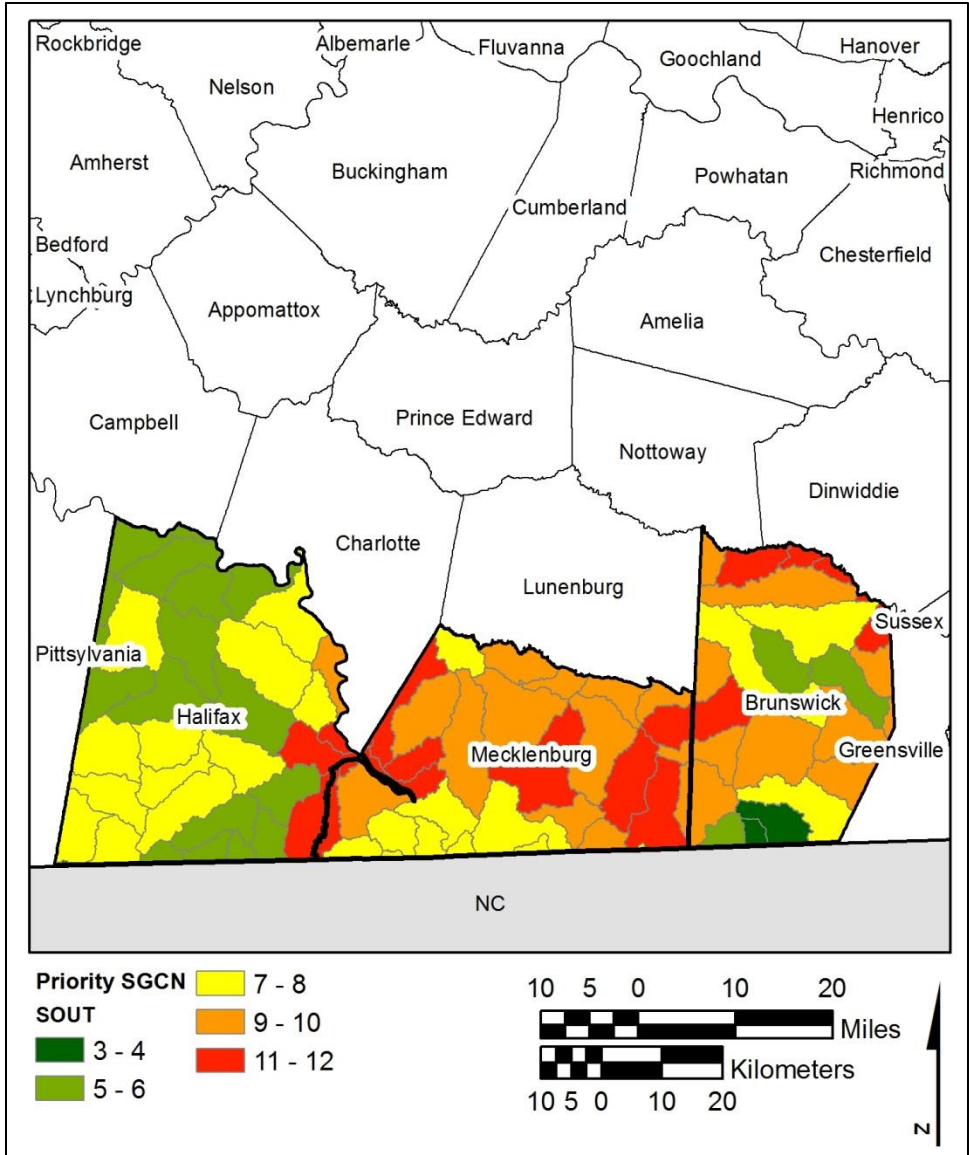 Rockbridge
Albemarle
Fluvanna
Hanover
Goochland
Nelson
Henrico
Amherst
Buckingham
Powhatan
Richmond
Cumberland
Bedford
Chesterfield
Lynchburg
Appomattox
Amelia
Campbell
Prince Edward
Nottoway
Dinwiddie
Charlotte
Lunenburg
Sussex
Pittsylvania
Halifax
Brunswick
Mecklenburg
Greensville
NC
Priority SGCN
SOUT
3 - 4
5 - 6
7 - 8
9 - 10
11 - 12
10 5 0 10 20
Miles
Kilometers
10 5 0 10 20
N